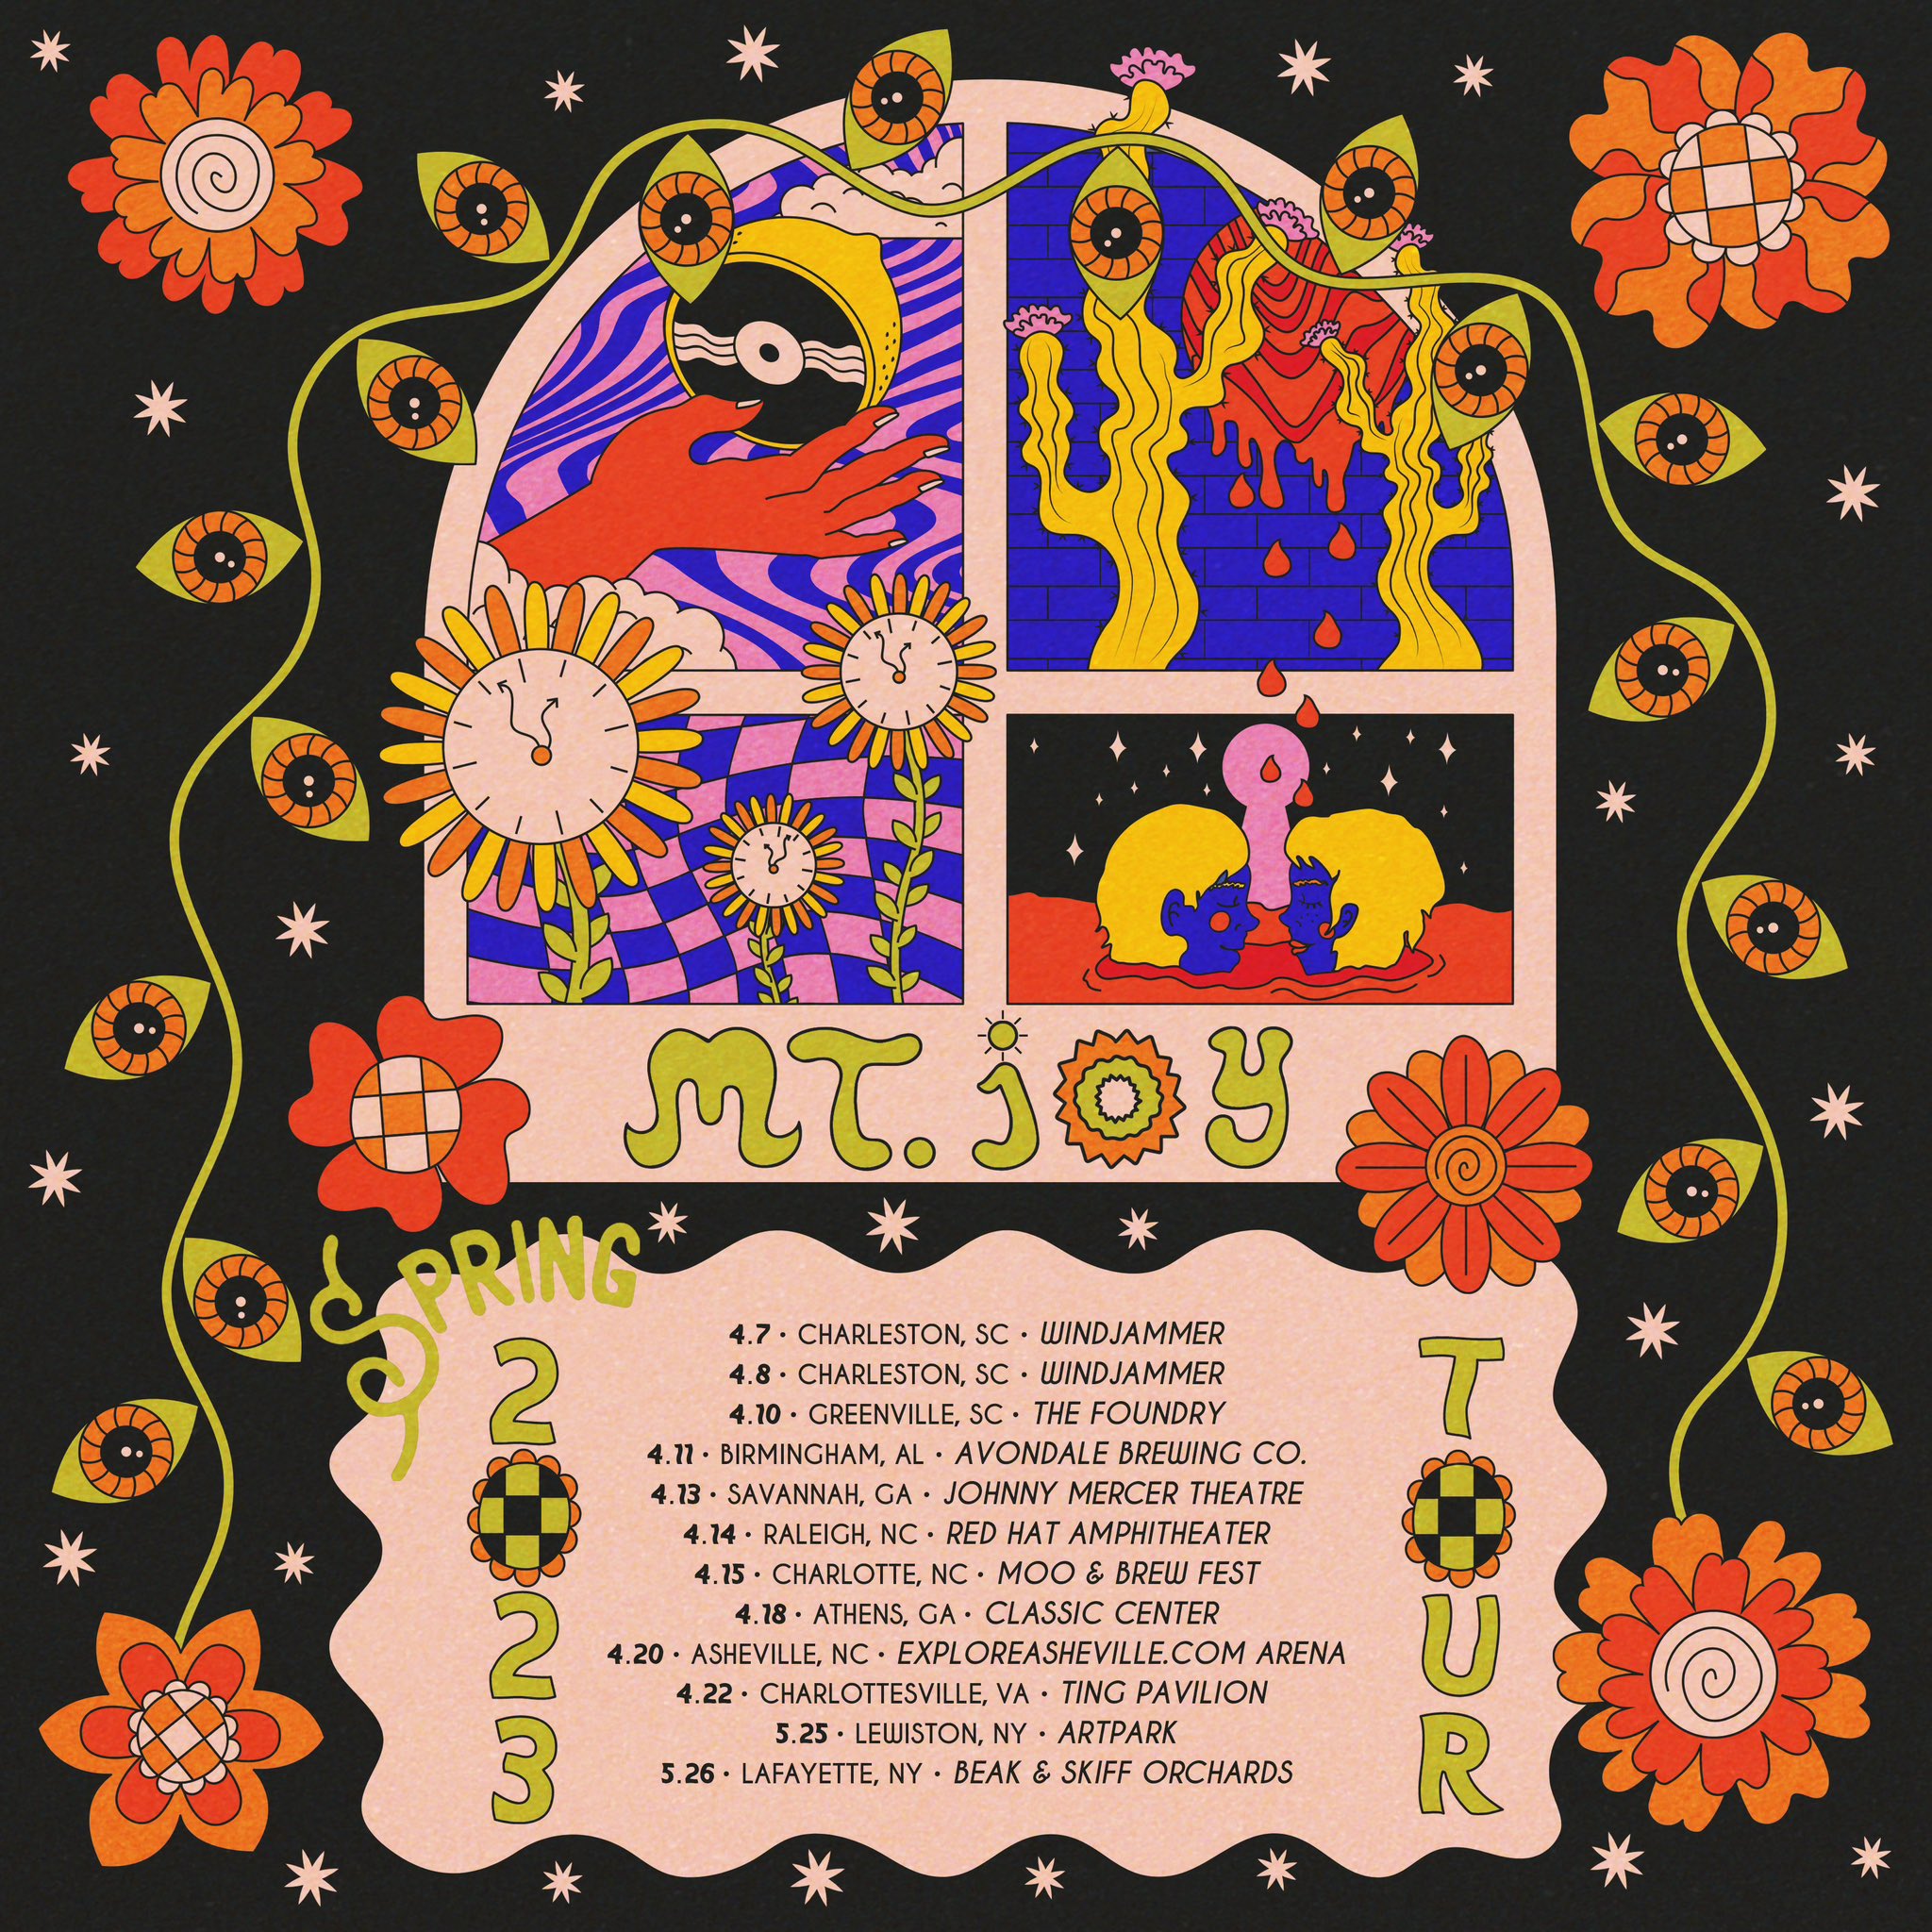 MT. jOY
SPRING
2023
TOUR
4.7 • CHARLESTON, SC • WINDJAMMER
4.8 • CHARLESTON, SC • WINDJAMMER
4.10 • GREENVILLE, SC • THE FOUNDRY
4.11 • BIRMINGHAM, AL • AVONDALE BREWING CO.
4.13 • SAVANNAH, GA • JOHNNY MERCER THEATRE
4.14 • RALEIGH, NC • RED HAT AMPHITHEATER
4.15 • CHARLOTTE, NC • MOO & BREW FEST
4.18 • ATHENS, GA • CLASSIC CENTER
4.20 • ASHEVILLE, NC • EXPLOREASHEVILLE.COM ARENA
4.22 • CHARLOTTESVILLE, VA • TING PAVILION
5.25 • LEWISTON, NY • ARTPARK
5.26 • LAFAYETTE, NY • BEAK & SKIFF ORCHARDS